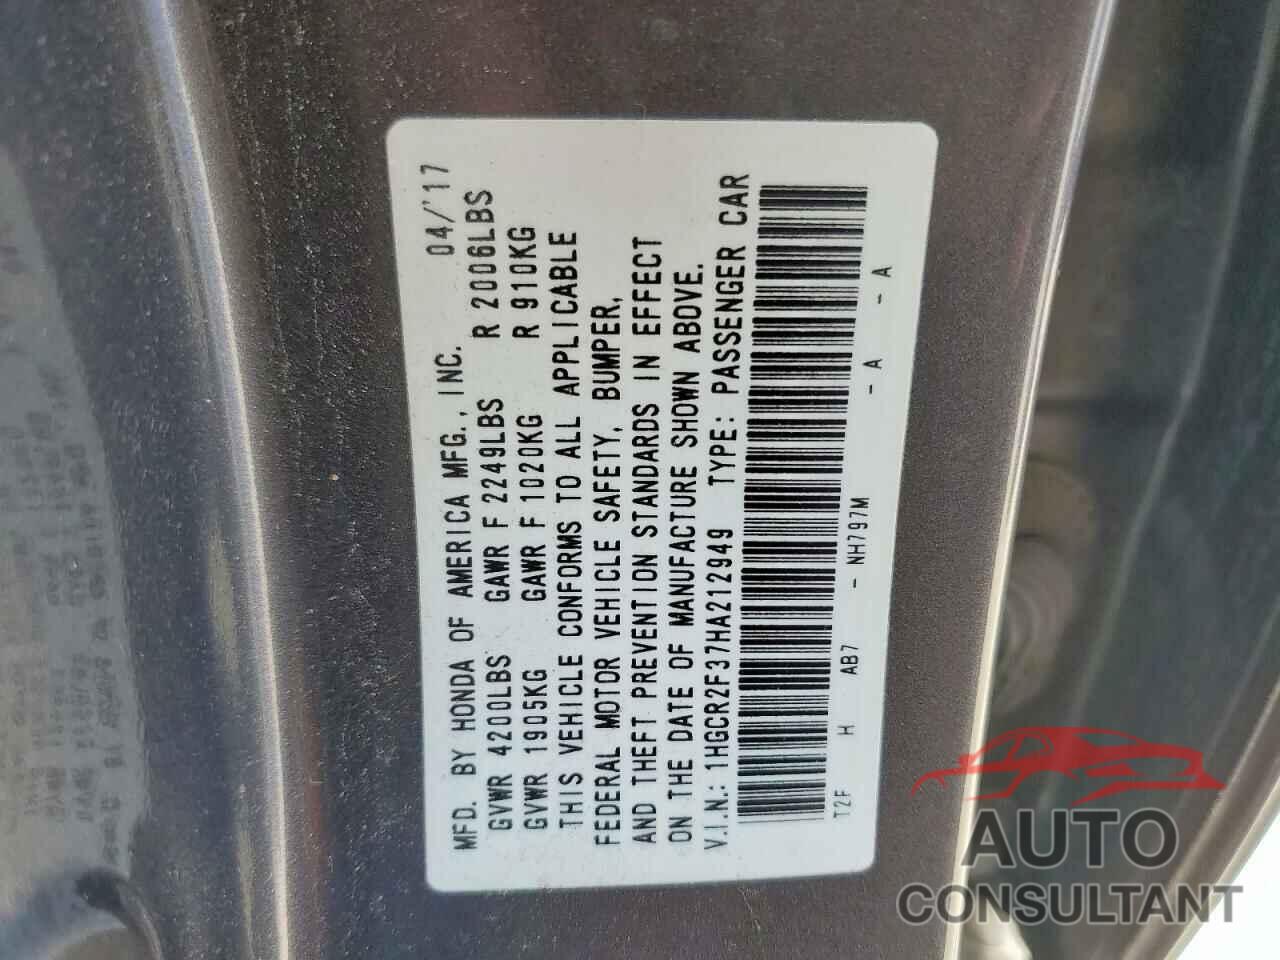 MFD. BY HONDA OF AMERICA MFG., INC. 04/'17
GVWR 4200LBS GAWR F 2249LBS R 2006LBS
GVWR 1905KG GAWR F 1020KG R 910KG
THIS VEHICLE CONFORMS TO ALL APPLICABLE
FEDERAL MOTOR VEHICLE SAFETY, BUMPER,
AND THEFT PREVENTION STANDARDS IN EFFECT
ON THE DATE OF MANUFACTURE SHOWN ABOVE.
V.I.N.: 1HGCR2F37HA212949 TYPE: PASSENGER CAR
T2F H AB7 - NH797M - A - A
AUTO
CONSULTANT